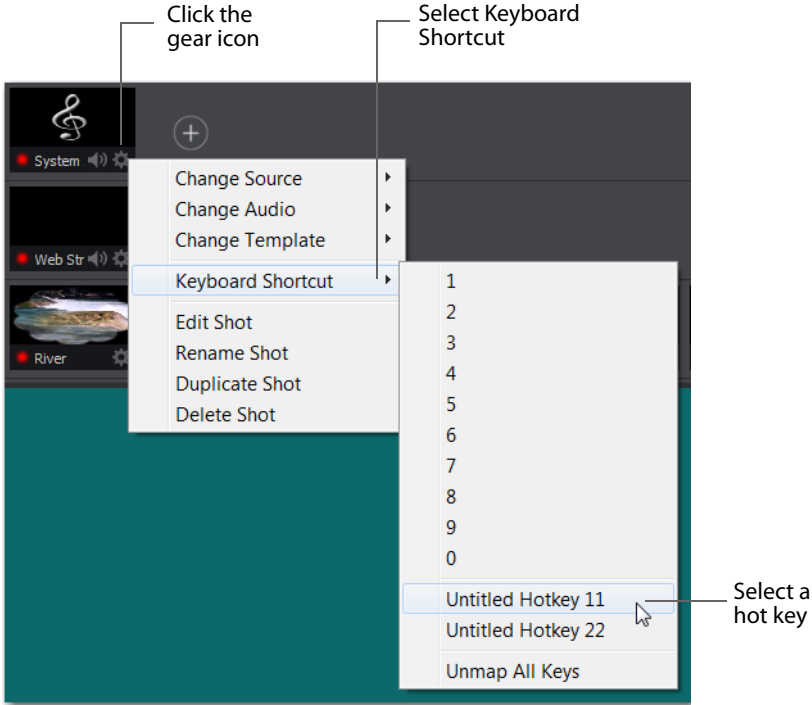 Click the
gear icon
Select Keyboard
Shortcut
System
Web Str
River
Change Source
Change Audio
Change Template
Keyboard Shortcut
Edit Shot
Rename Shot
Duplicate Shot
Delete Shot
1
2
3
4
5
6
7
8
9
0
Untitled Hotkey 11
Untitled Hotkey 22
Unmap All Keys
Select a
hot key